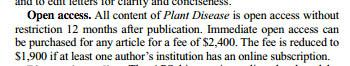 and to edit letters for clarity and conciseness.
Open access. All content of Plant Disease is open access without
restriction 12 months after publication. Immediate open access can
be purchased for any article for a fee of $2,400. The fee is reduced to
$1,900 if at least one author's institution has an online subscription.